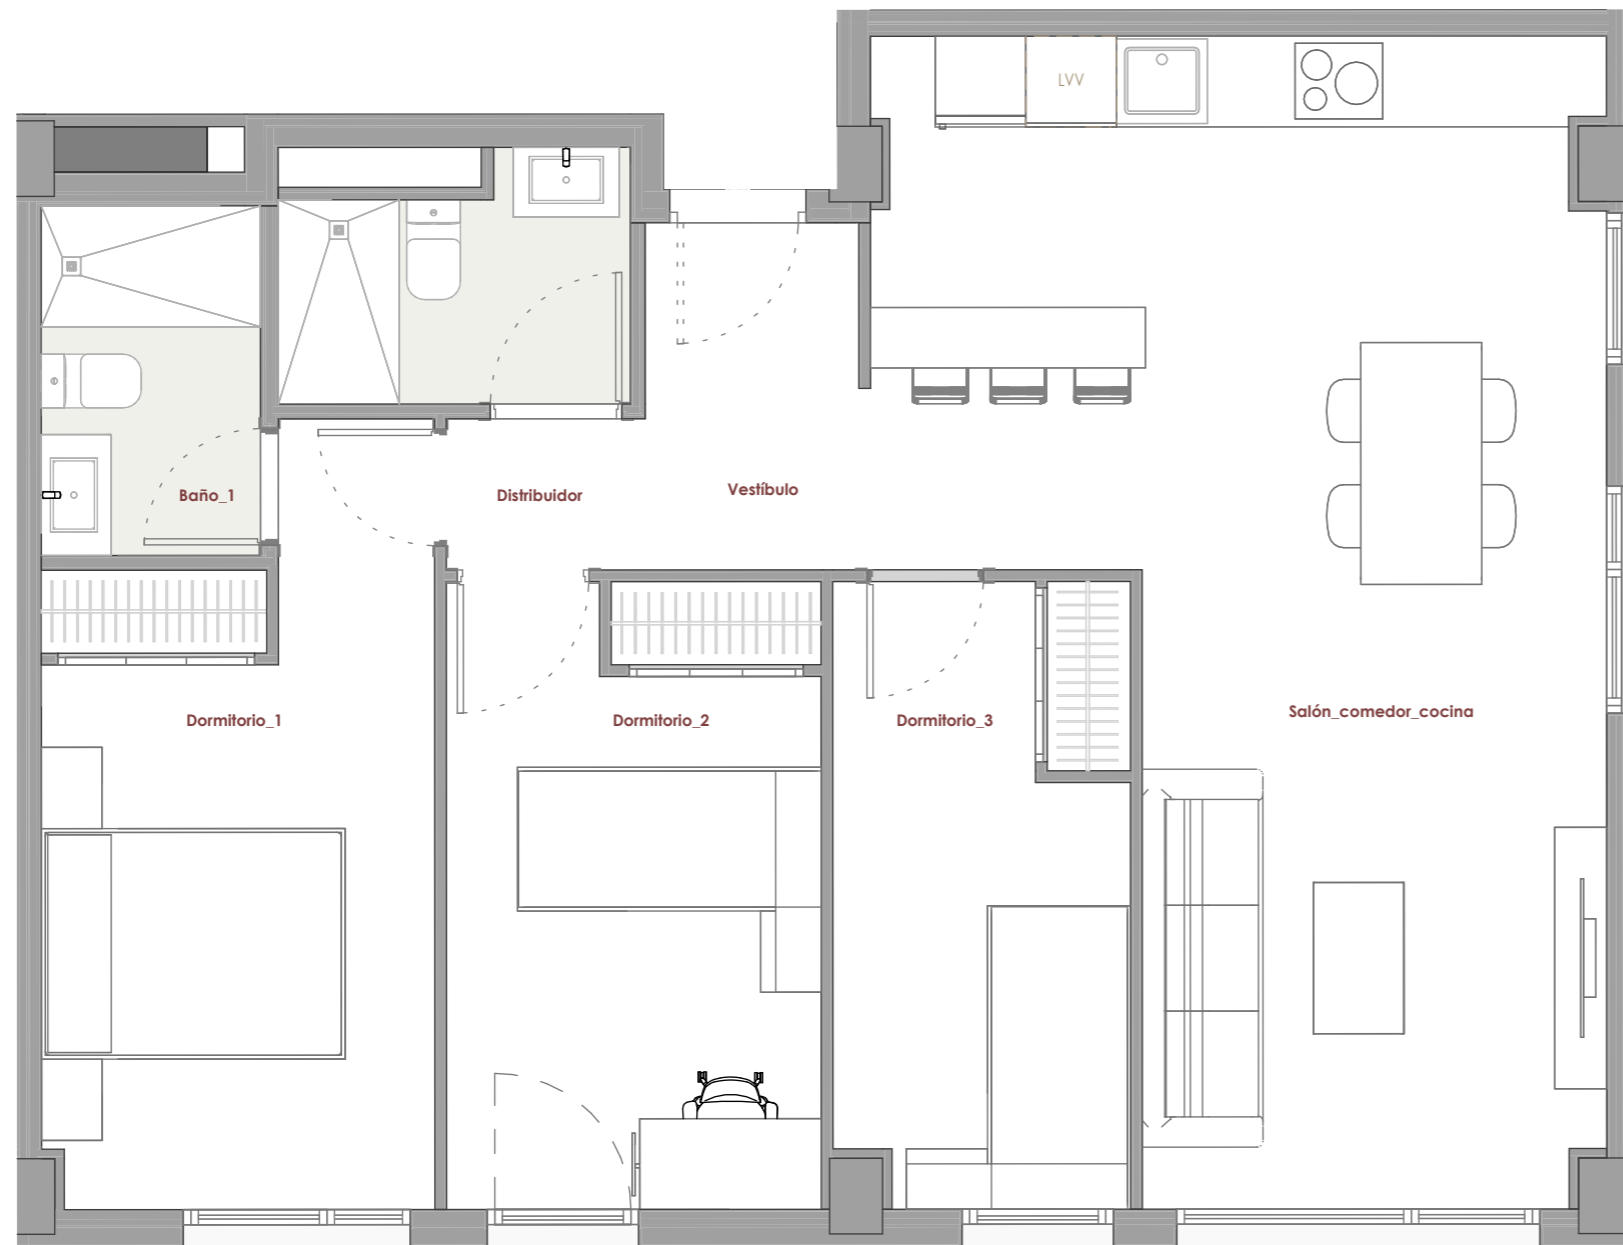 LVV
Baño_1
Distribuidor
Vestíbulo
Dormitorio_1
Dormitorio_2
Dormitorio_3
Salón_comedor_cocina